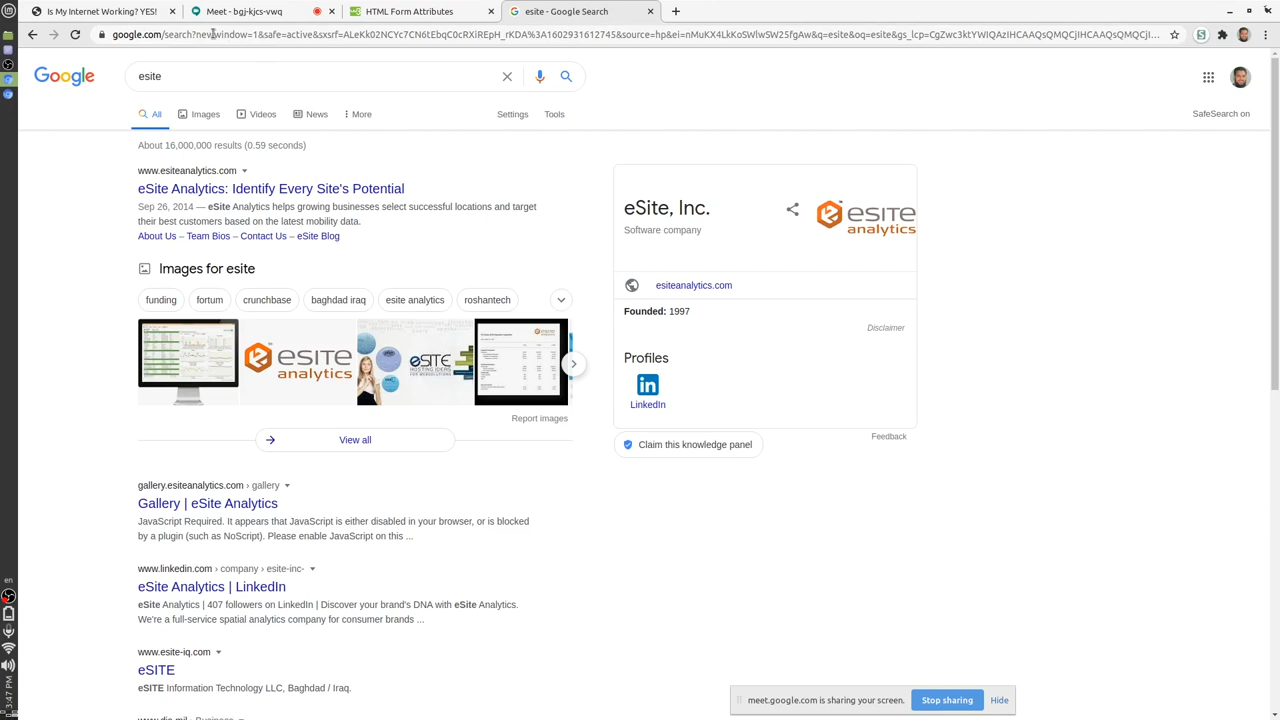 Is My Internet Working? YES!
Meet - bgj-kjcs-vwq
HTML Form Attributes
esite - Google Search
google.com/search?newwindow=1&safe=active&sxsrf=ALeKk02NCYc7CN6tEbqC0cRXiREpH_rKDA%3A1602931612745&source=hp&ei=nMuKX4LkKoSWlwSW25fgAw&q=esite&oq=esite&gs_lcp=CgZwc3ktYWIQAzIHCAAQsQMQCjIHCAAQsQMQCjIHCAAQsQMQC...
Google
esite
All
Images
Videos
News
More
Settings
Tools
SafeSearch on
About 16,000,000 results (0.59 seconds)
www.esiteanalytics.com
eSite Analytics: Identify Every Site's Potential
Sep 26, 2014 — eSite Analytics helps growing businesses select successful locations and target
their best customers based on the latest mobility data.
About Us – Team Bios – Contact Us – eSite Blog
Images for esite
funding
fortum
crunchbase
baghdad iraq
esite analytics
roshantech
esite
analytics
eSITE
Report images
View all
gallery.esiteanalytics.com › gallery
Gallery | eSite Analytics
JavaScript Required. It appears that JavaScript is either disabled in your browser, or is blocked
by a plugin (such as NoScript). Please enable JavaScript on this ...
www.linkedin.com › company › esite-inc-
eSite Analytics | LinkedIn
eSite Analytics | 407 followers on LinkedIn | Discover your brand's DNA with eSite Analytics.
We're a full-service spatial analytics company for consumer brands ...
www.esite-iq.com
eSITE
eSITE Information Technology LLC, Baghdad / Iraq.
www.die.mil › Business
eSite, Inc.
Software company
esite
analytics
esiteanalytics.com
Founded: 1997
Disclaimer
Profiles
LinkedIn
Feedback
Claim this knowledge panel
meet.google.com is sharing your screen.
Stop sharing
Hide
en
3:47 PM